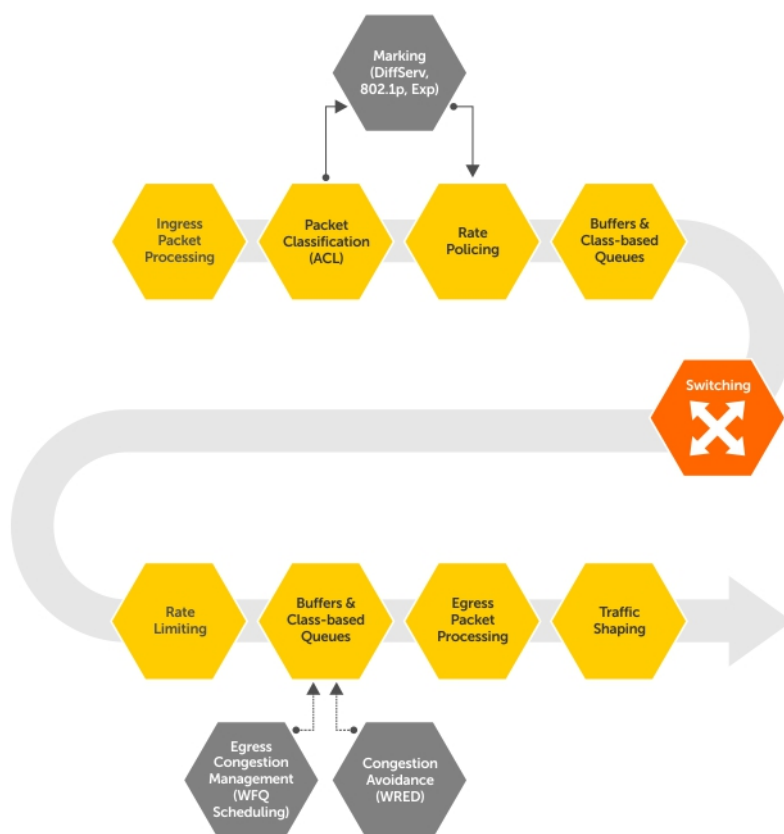 Marking
(DiffServ,
802.1p, Exp)
Ingress
Packet
Processing
Packet
Classification
(ACL)
Rate
Policing
Buffers &
Class-based
Queues
Switching
Rate
Limiting
Buffers &
Class-based
Queues
Egress
Packet
Processing
Traffic
Shaping
Egress
Congestion
Management
(WFQ
Scheduling)
Congestion
Avoidance
(WRED)